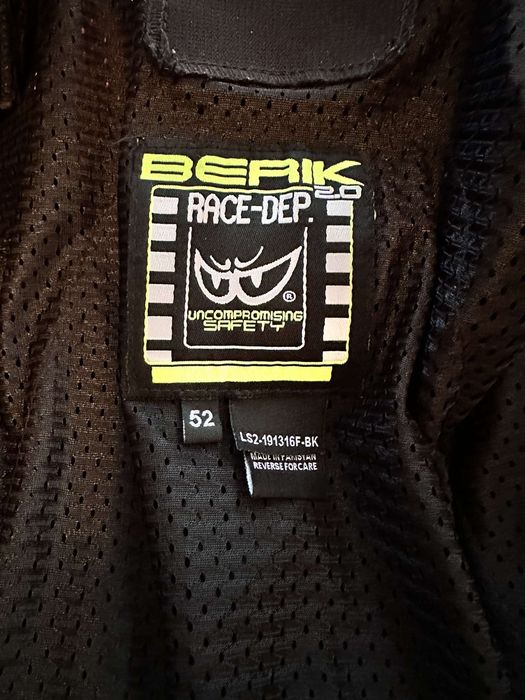 BERIK
2.0
RACE-DEP.
®
UNCOMPROMISING
SAFETY
52
LS2-191316F-BK
MADE IN PAKISTAN
REVERSE FOR CARE